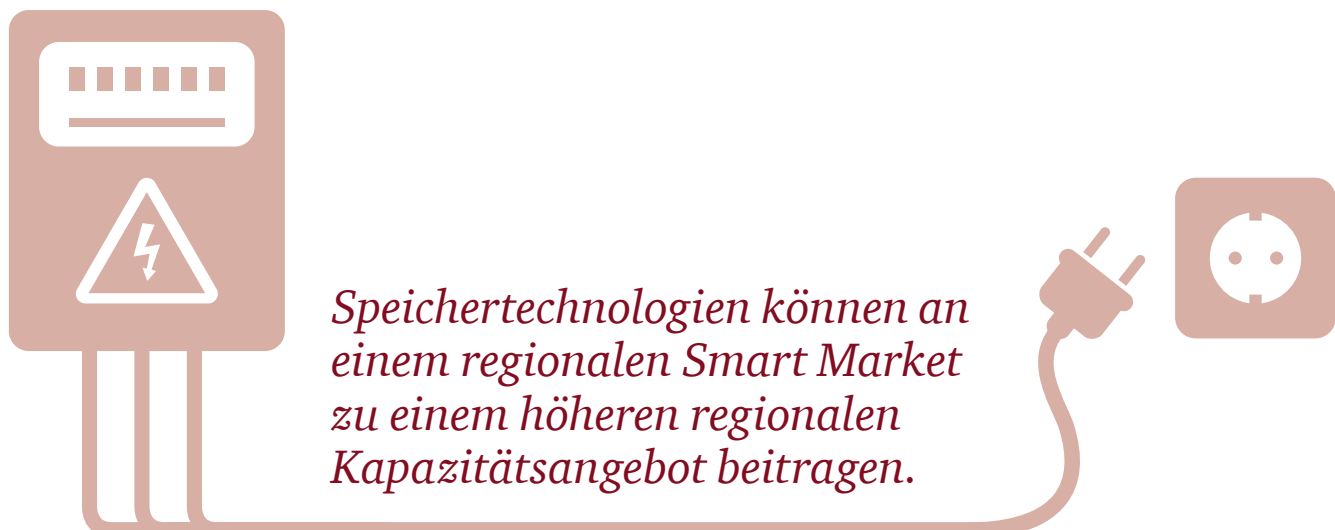 Speichertechnologien können an
einem regionalen Smart Market
zu einem höheren regionalen
Kapazitätsangebot beitragen.